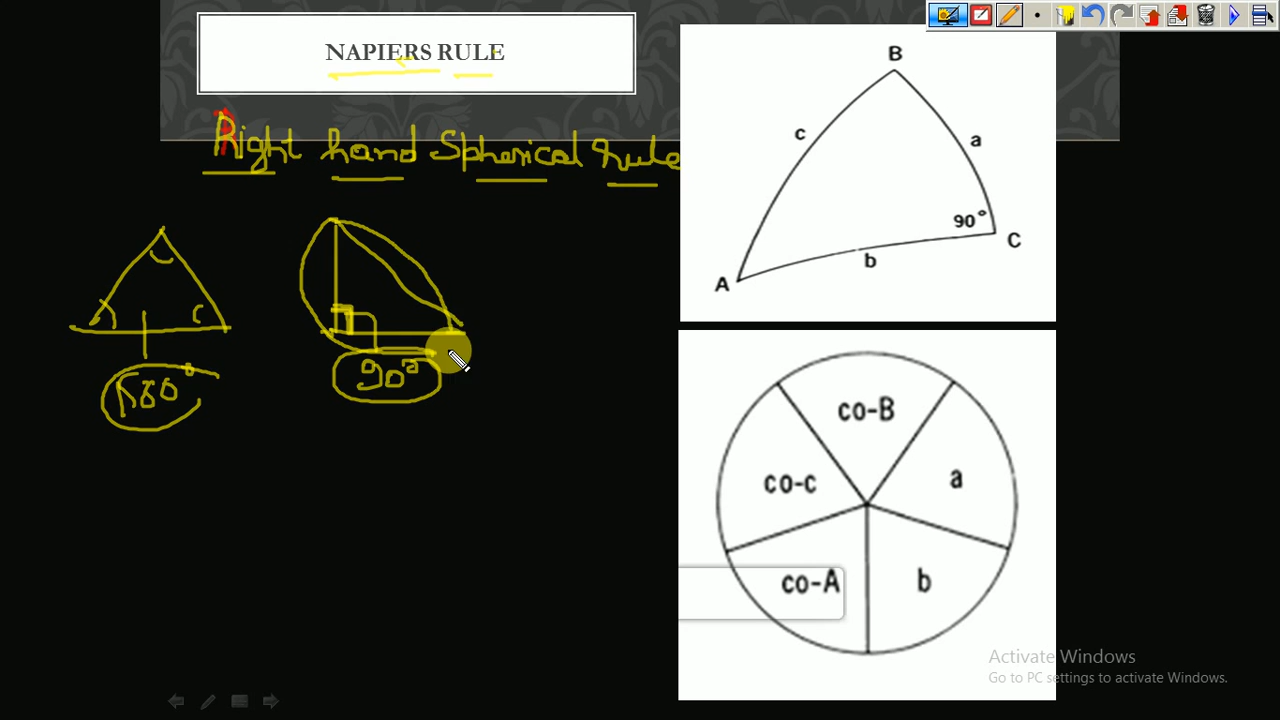 NAPIERS RULE
Right hand Spherical rule
180°
90°
B
c
a
90°
C
b
A
co-B
co-c
a
co-A
b
Activate Windows
Go to PC settings to activate Windows.